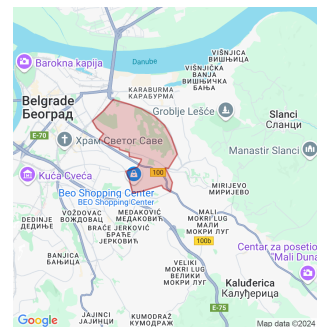 VIŠNJICA
ВИШЊИЦА
Barokna kapija
Danube
VIŠNJIČKA
BANJA
ВИШЊИЧКА
БАЊА
KARABURMA
КАРАБУРМА
Belgrade
Београд
Groblje Lešće
Slanci
Сланци
E-70
Храм Светог Саве
Manastir Slanci
100
Kuća Cveća
Beo Shopping Center
BEO Shopping Center
MIRIJEVO
МИРИЈЕВО
DEDINJE
ДЕДИЊЕ
VOŽDOVAC
ВОЖДОВАЦ
MEDAKOVIĆ
МЕДАКОВИЋ
MALI
MOKRI LUG
МАЛИ
МОКРИ ЛУГ
BRAĆE JERKOVIĆ
БРАЋЕ
ЈЕРКОВИЋ
100b
Centar za poseti
"Mali Duna
BANJICA
БАЊИЦА
VELIKI
MOKRI LUG
ВЕЛИКИ
МОКРИ ЛУГ
Kaluđerica
Калуђерица
E-75
JAJINCI
ЈАЈИНЦИ
KUMODRAŽ
КУМОДРАЖ
Google
Map data ©2024